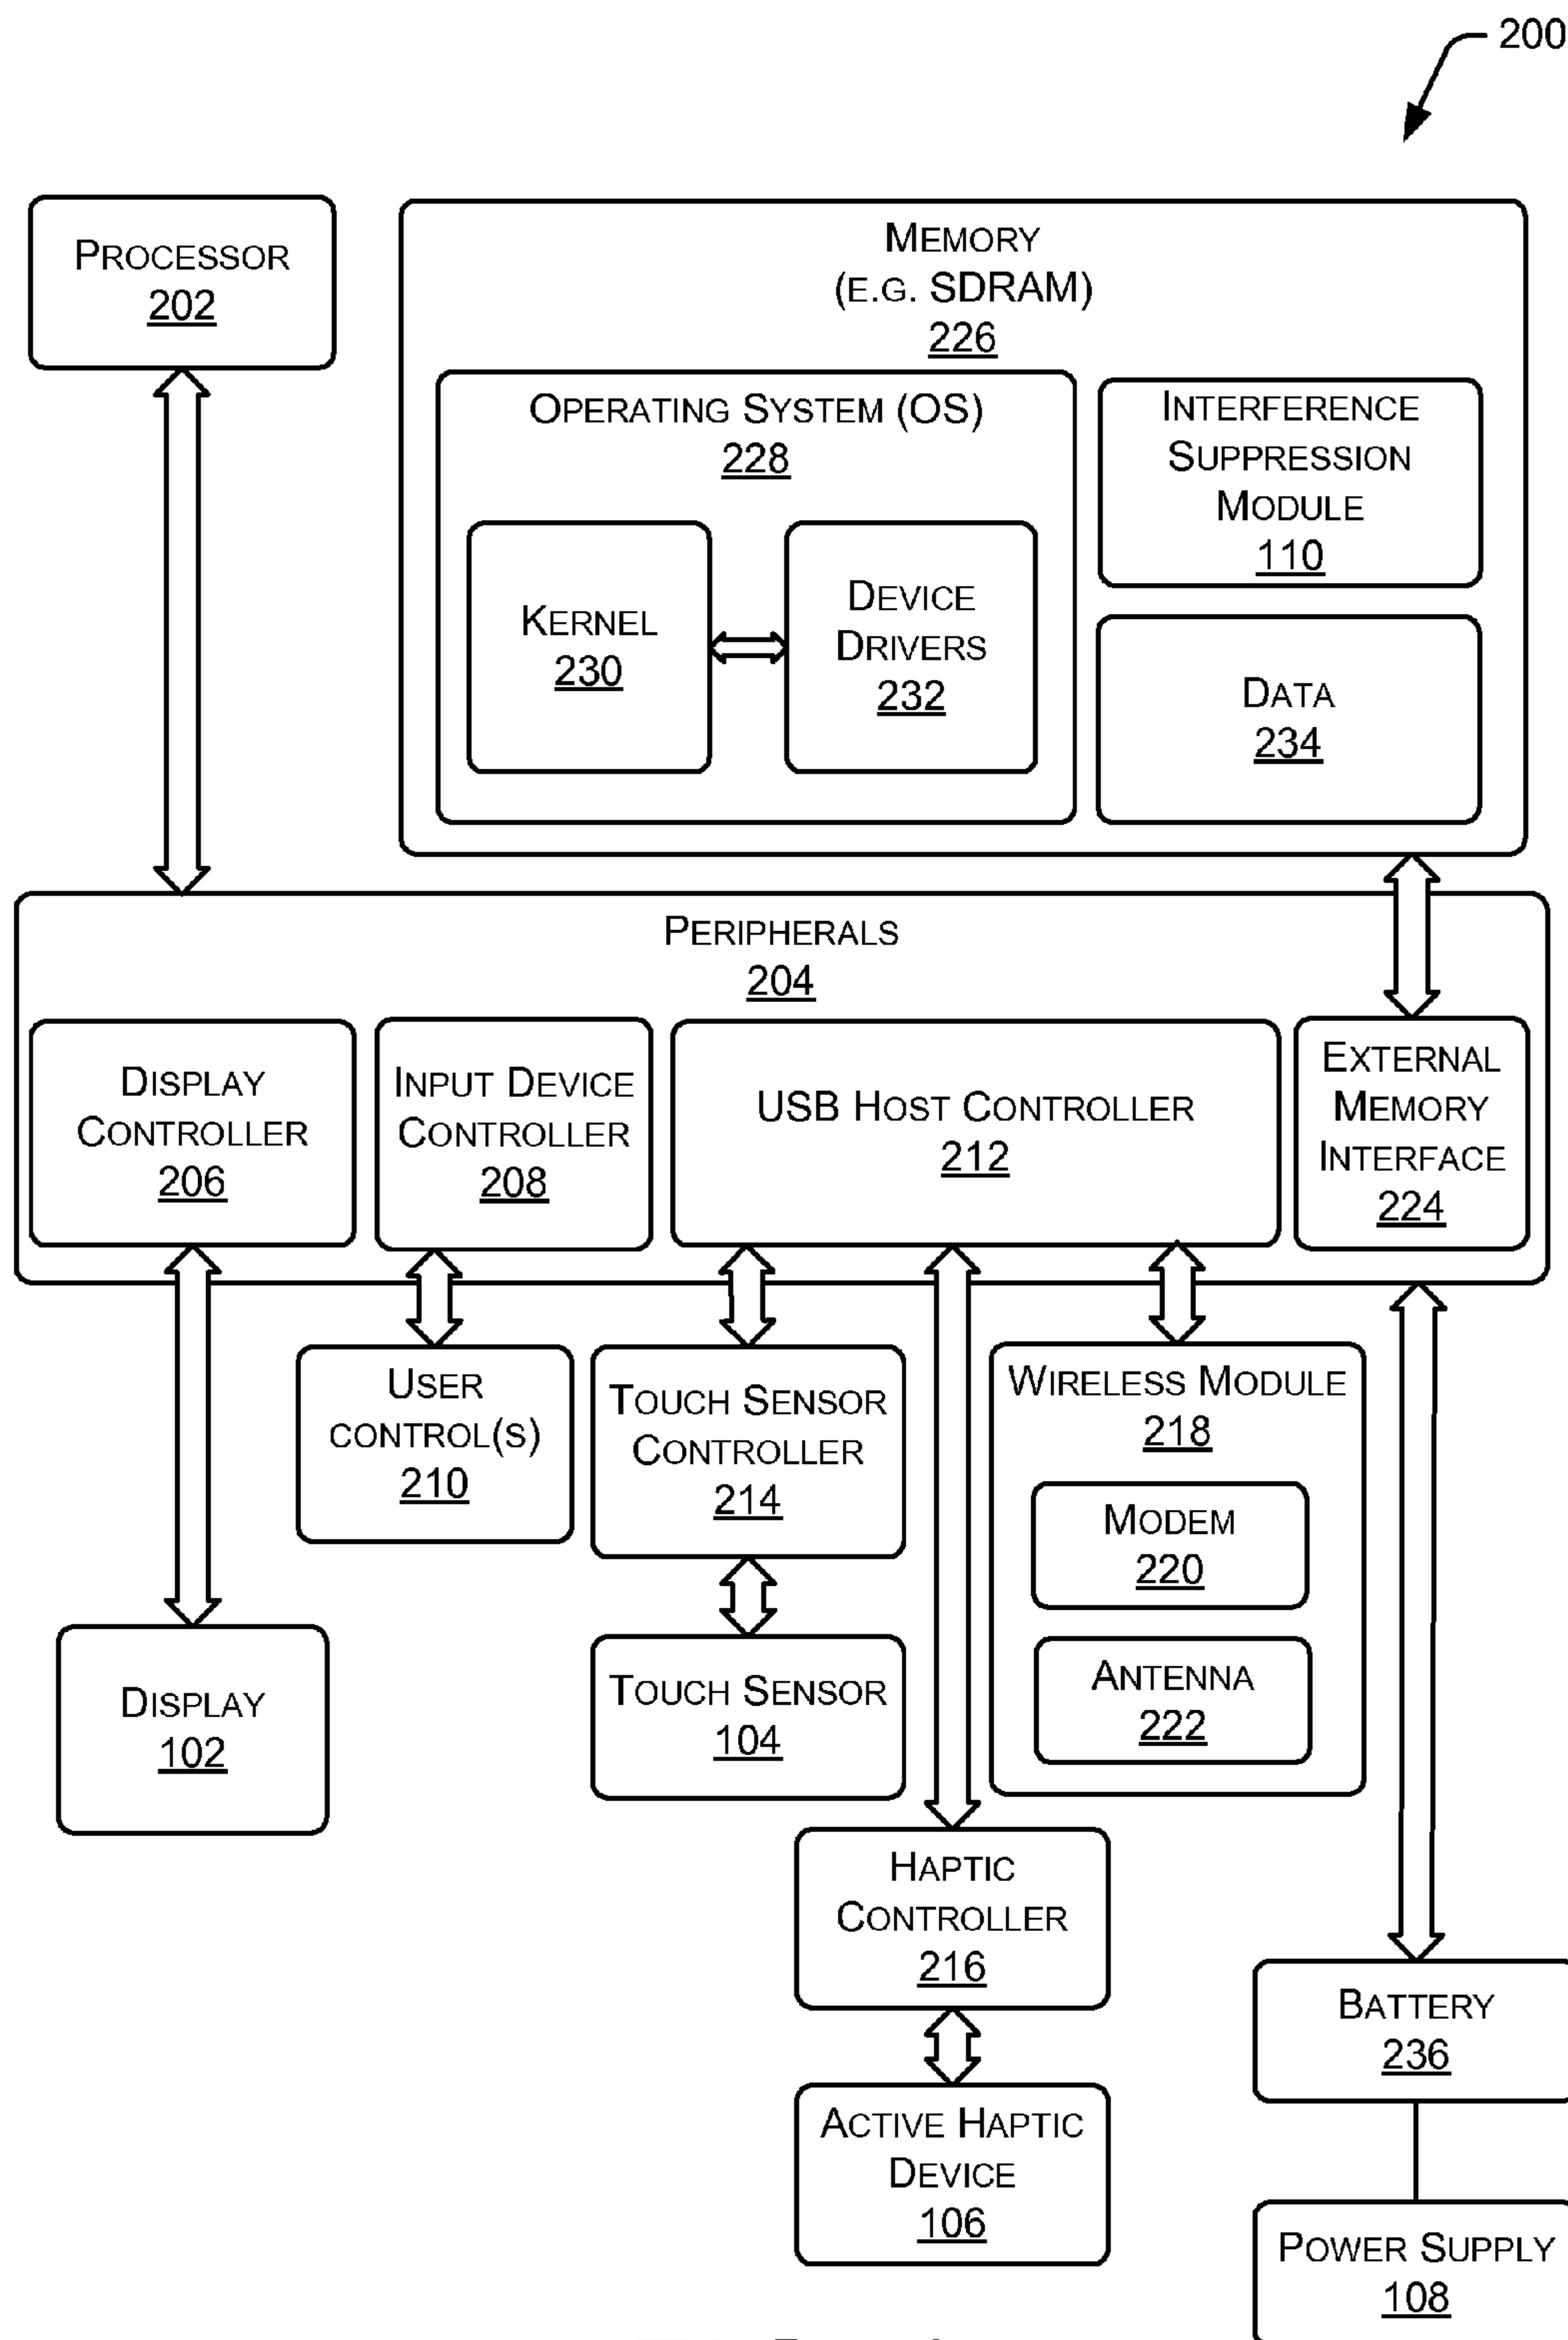 200
PROCESSOR
202
MEMORY
(E.G. SDRAM)
226
OPERATING SYSTEM (OS)
228
KERNEL
230
DEVICE
DRIVERS
232
INTERFERENCE
SUPPRESSION
MODULE
110
DATA
234
PERIPHERALS
204
DISPLAY
CONTROLLER
206
INPUT DEVICE
CONTROLLER
208
USB HOST CONTROLLER
212
EXTERNAL
MEMORY
INTERFACE
224
USER
CONTROL(S)
210
TOUCH SENSOR
CONTROLLER
214
WIRELESS MODULE
218
MODEM
220
ANTENNA
222
DISPLAY
102
TOUCH SENSOR
104
HAPTIC
CONTROLLER
216
BATTERY
236
ACTIVE HAPTIC
DEVICE
106
POWER SUPPLY
108